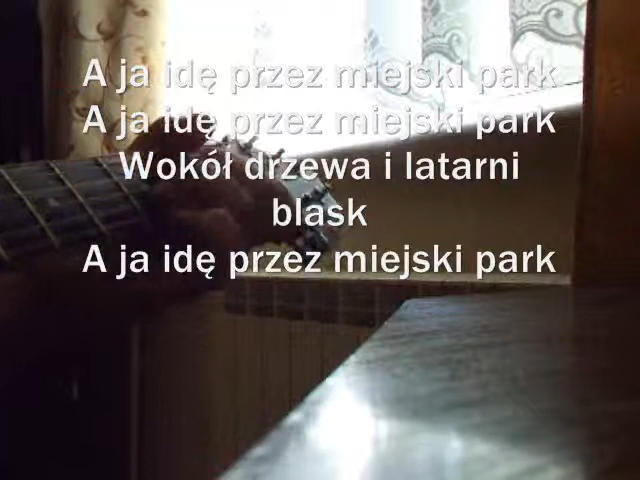 A ja idę przez miejski park
A ja idę przez miejski park
Wokół drzewa i latarni
blask
A ja idę przez miejski park